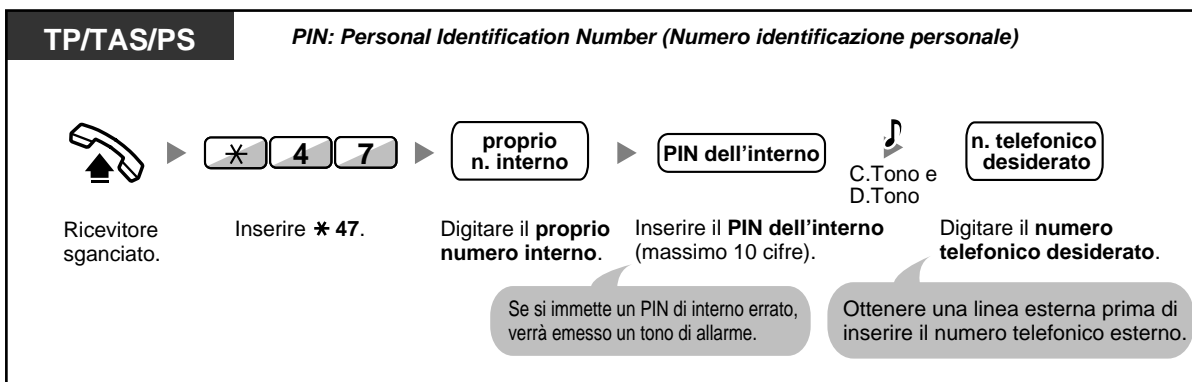 TP/TAS/PS
PIN: Personal Identification Number (Numero identificazione personale)
* 4 7
proprio
n. interno
PIN dell'interno
C.Tono e
D.Tono
n. telefonico
desiderato
Ricevitore
sganciato.
Inserire * 47.
Digitare il proprio
numero interno.
Inserire il PIN dell'interno
(massimo 10 cifre).
Digitare il numero
telefonico desiderato.
Se si immette un PIN di interno errato,
verrà emesso un tono di allarme.
Ottenere una linea esterna prima di
inserire il numero telefonico esterno.